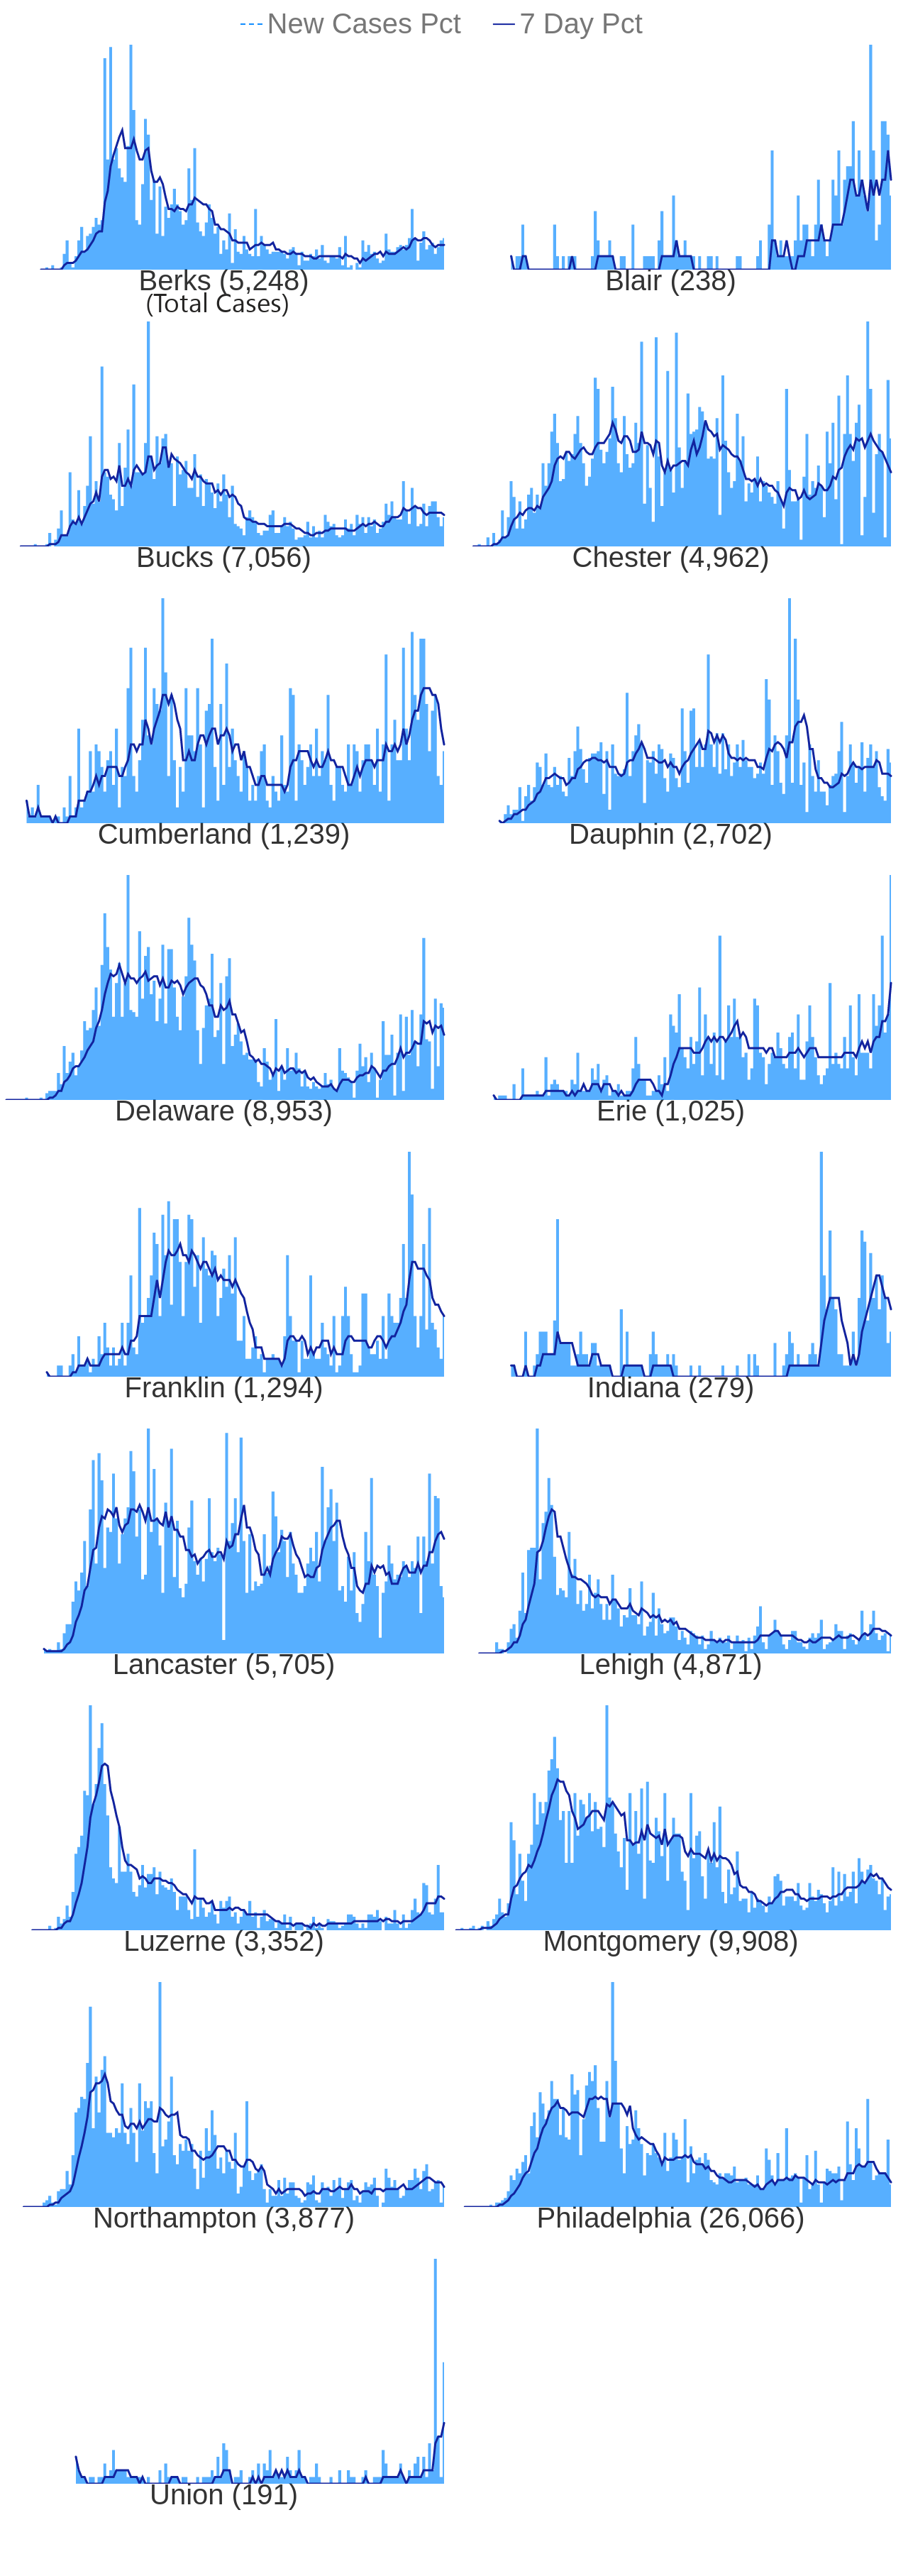 New Cases Pct 7 Day Pct
Berks (5,248) Blair (238)
(Total Cases)
Bucks (7,056) Chester (4,962)
Cumberland (1,239) Dauphin (2,702)
Delaware (8,953) Erie (1,025)
Franklin (1,294) Indiana (279)
Lancaster (5,705) Lehigh (4,871)
Luzerne (3,352) Montgomery (9,908)
Northampton (3,877) Philadelphia (26,066)
Union (191)